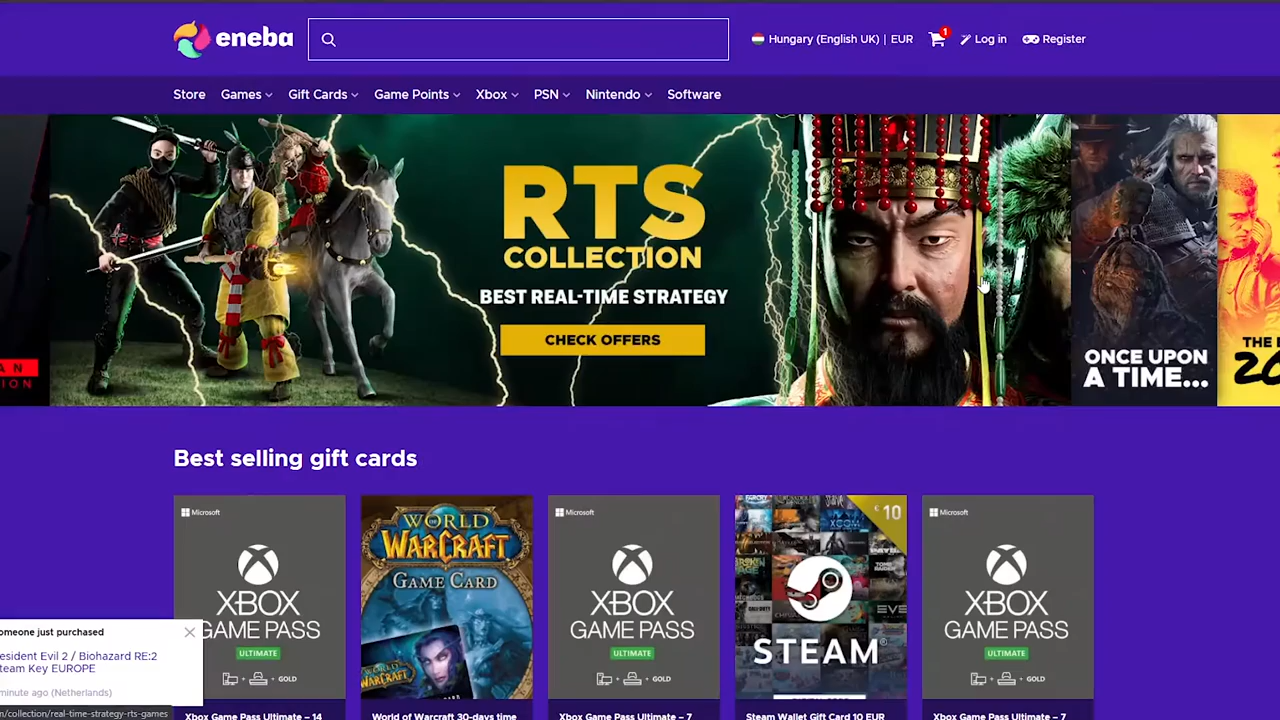 eneba
Hungary (English UK) | EUR
1
Log in
Register
Store
Games
Gift Cards
Game Points
Xbox
PSN
Nintendo
Software
RTS
COLLECTION
BEST REAL-TIME STRATEGY
CHECK OFFERS
ONCE UPON
A TIME...
THE
20
Best selling gift cards
Microsoft
XBOX
GAME PASS
ULTIMATE
+ GOLD
WORLD
WARCRAFT
GAME CARD
Microsoft
XBOX
GAME PASS
ULTIMATE
+ GOLD
€10
STEAM
Microsoft
XBOX
GAME PASS
ULTIMATE
+ GOLD
omeone just purchased
esident Evil 2 / Biohazard RE:2
team Key EUROPE
minute ago (Netherlands)
n/collection/real-time-strategy-rts-games
Xbox Game Pass Ultimate – 14
World of Warcraft 30-days time
Xbox Game Pass Ultimate – 7
Steam Wallet Gift Card 10 EUR
Xbox Game Pass Ultimate – 7